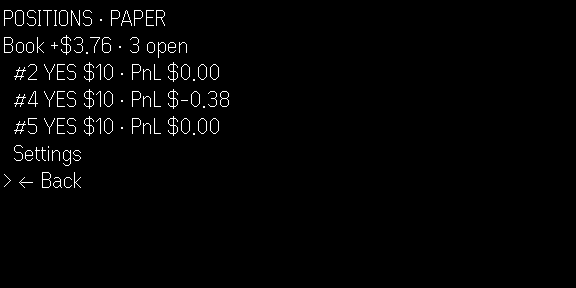 POSITIONS · PAPER
Book +$3.76 · 3 open
#2 YES $10 · PnL $0.00
#4 YES $10 · PnL $-0.38
#5 YES $10 · PnL $0.00
Settings
> ← Back